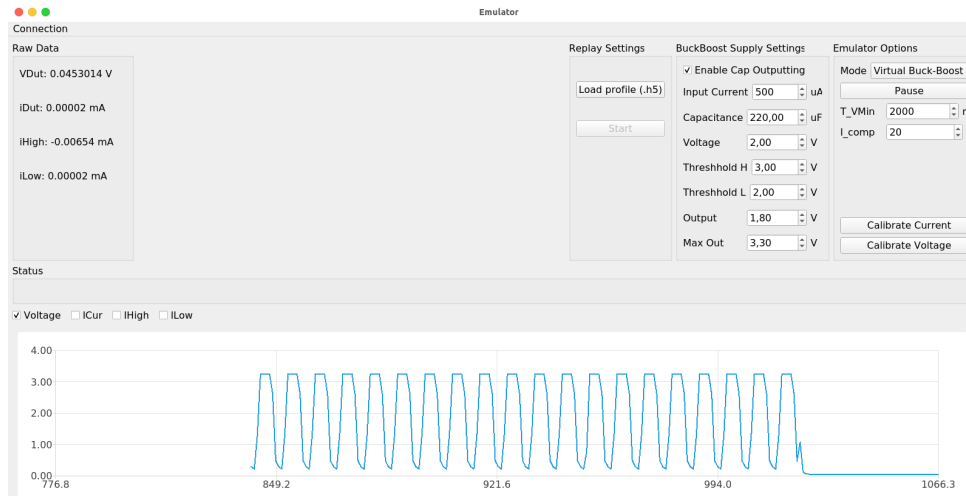 Emulator
Connection
Raw Data
VDut: 0.0453014 V
iDut: 0.00002 mA
iHigh: -0.00654 mA
iLow: 0.00002 mA
Replay Settings
Load profile (.h5)
Start
BuckBoost Supply Settings
Enable Cap Outputting
Input Current 500 uA
Capacitance 220,00 uF
Voltage 2,00 V
Threshhold H 3,00 V
Threshhold L 2,00 V
Output 1,80 V
Max Out 3,30 V
Emulator Options
Mode Virtual Buck-Boost
Pause
T_VMin 2000
I_comp 20
Calibrate Current
Calibrate Voltage
Status
Voltage ICur IHigh ILow
4.00
3.00
2.00
1.00
0.00
776.8 849.2 921.6 994.0 1066.3